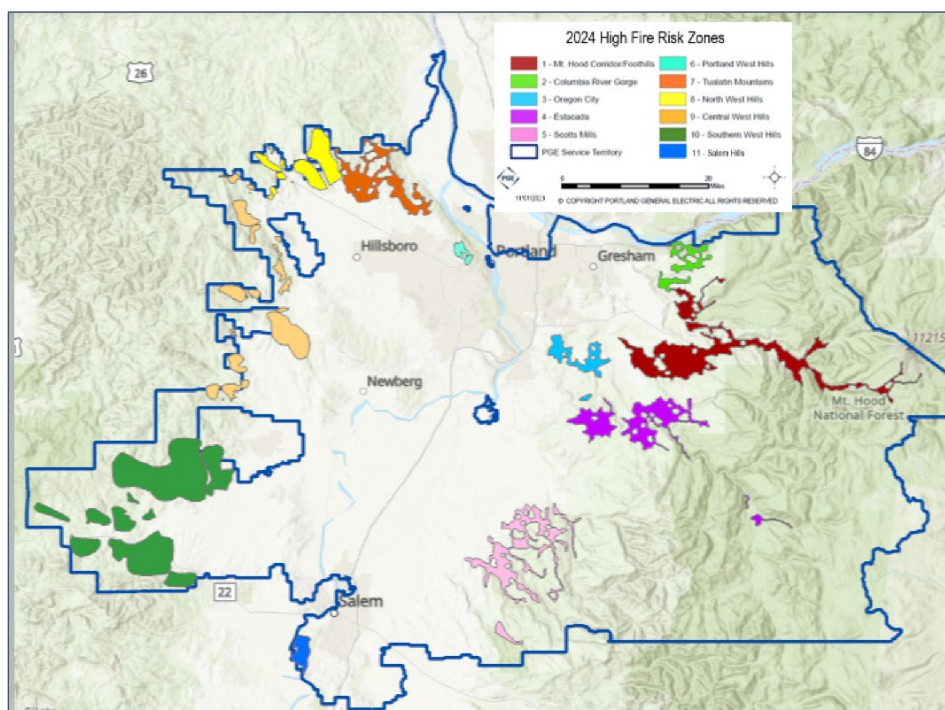 2024 High Fire Risk Zones
1 - Mt. Hood Corridor/Foothills
2 - Columbia River Gorge
3 - Oregon City
4 - Estacada
5 - Scotts Mills
PGE Service Territory
6 - Portland West Hills
7 - Tualatin Mountains
8 - North West Hills
9 - Central West Hills
10 - Southern West Hills
11 - Salem Hills
PGE
0
20
Miles
© COPYRIGHT PORTLAND GENERAL ELECTRIC ALL RIGHTS RESERVED
26
84
Hillsboro
Portland
Gresham
Newberg
11215
Mt. Hood
National Forest
22
Salem